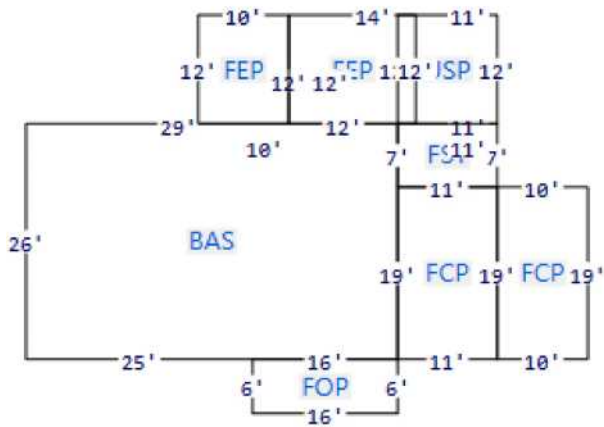 10' 14' 11'
12' FEP 12' 12' FEP 12' USP 12'
29' 12' 11'
10' 7' 11' 7'
11' 10'
26' BAS
19' FCP 19' FCP 19'
25' 16' 11' 10'
6' FOP 6'
16'